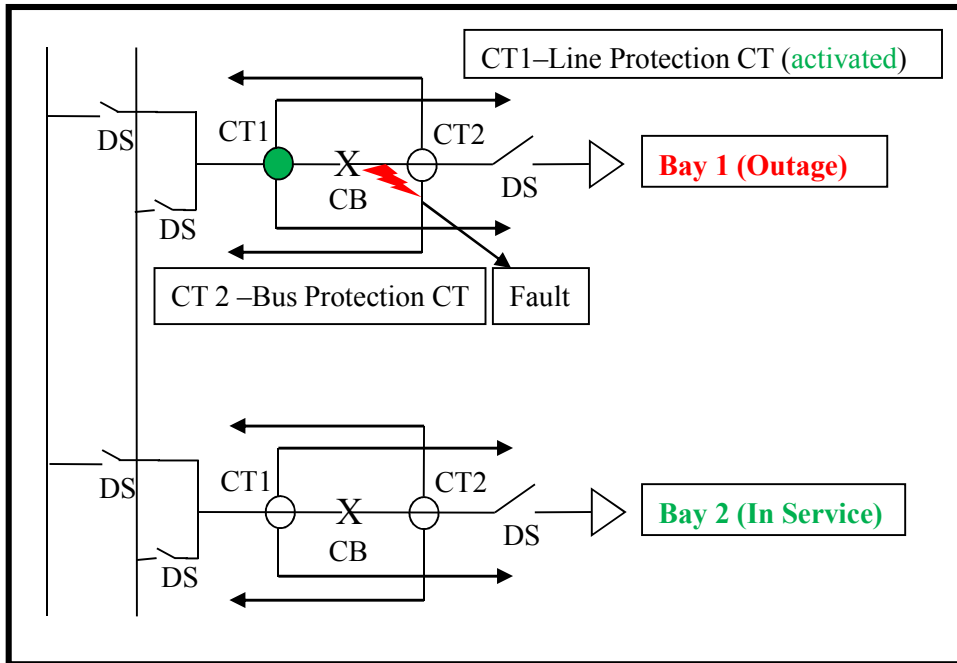 CT1–Line Protection CT (activated)
CT1
CT2
DS
X
CB
DS
Bay 1 (Outage)
DS
CT 2 –Bus Protection CT
Fault
CT1
CT2
DS
X
CB
DS
Bay 2 (In Service)
DS